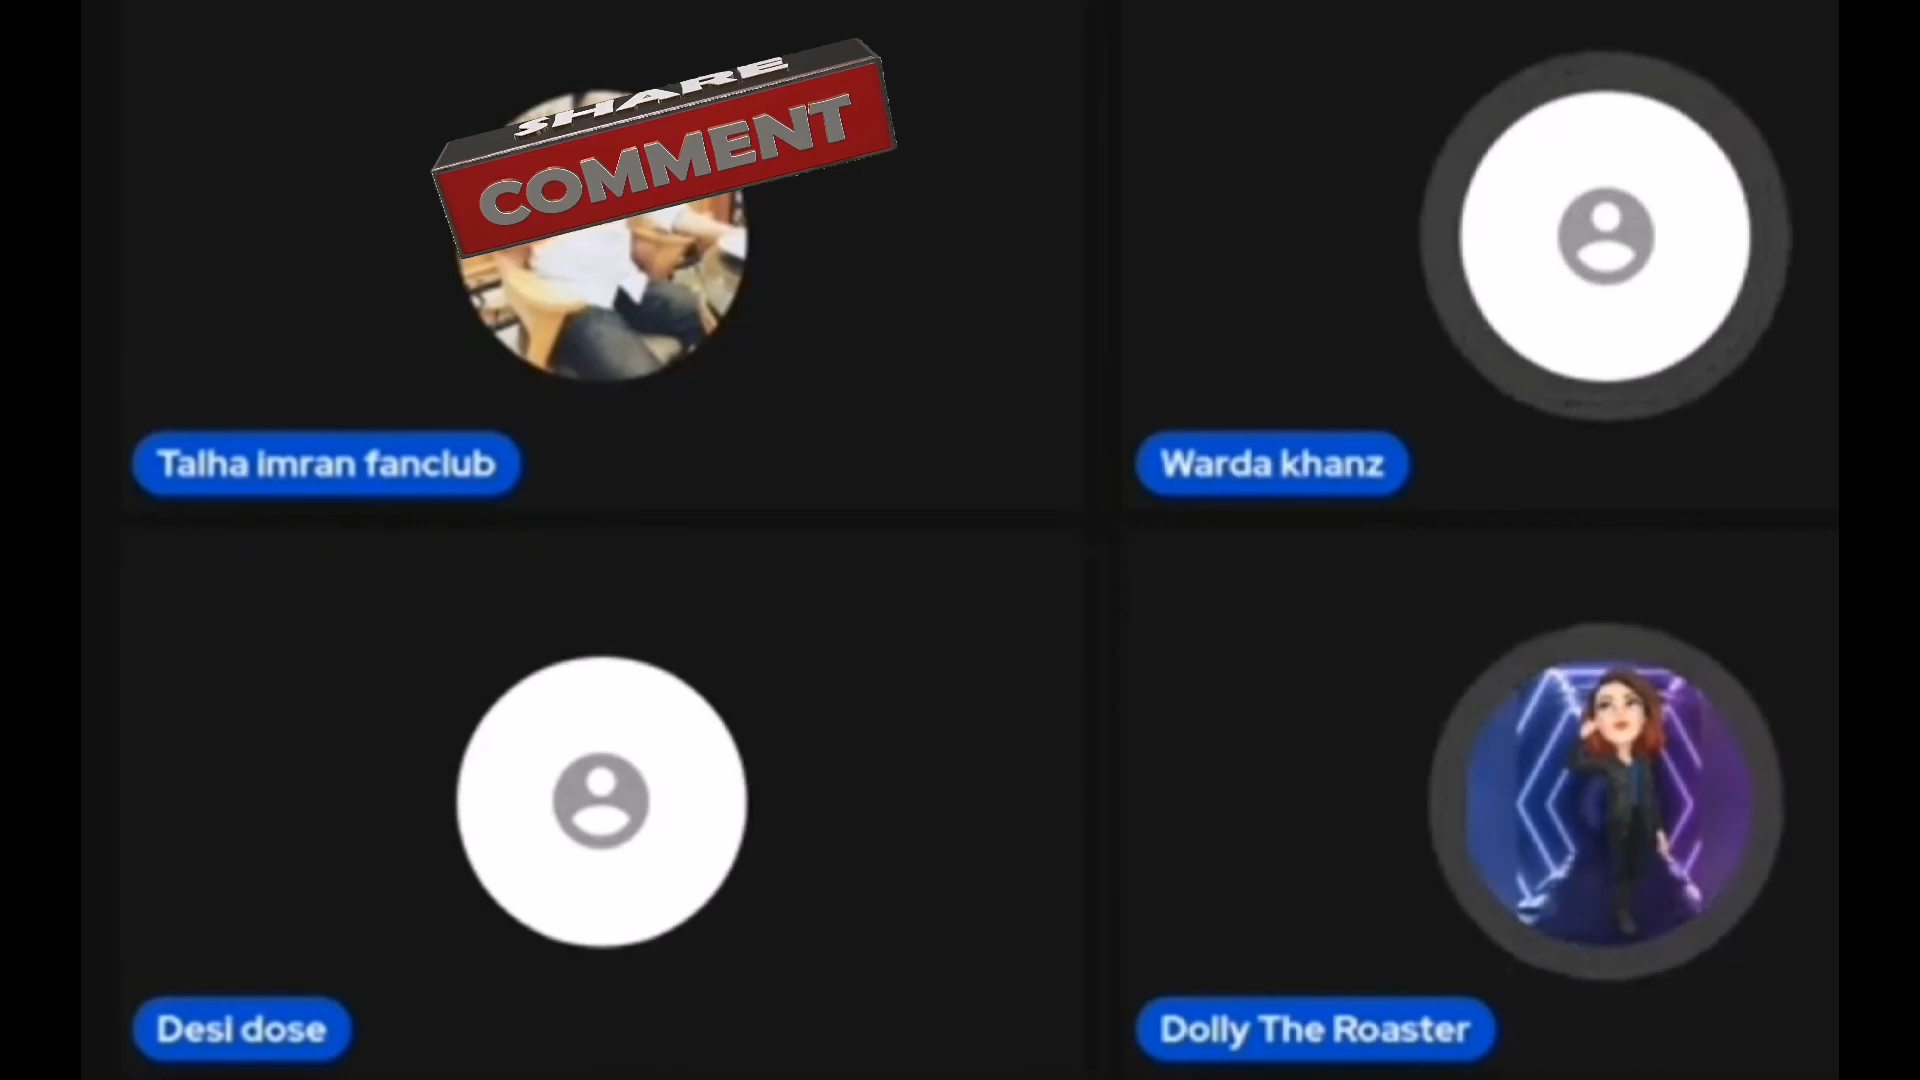 SHARE
COMMENT
Talha imran fanclub
Warda khanz
Desi dose
Dolly The Roaster